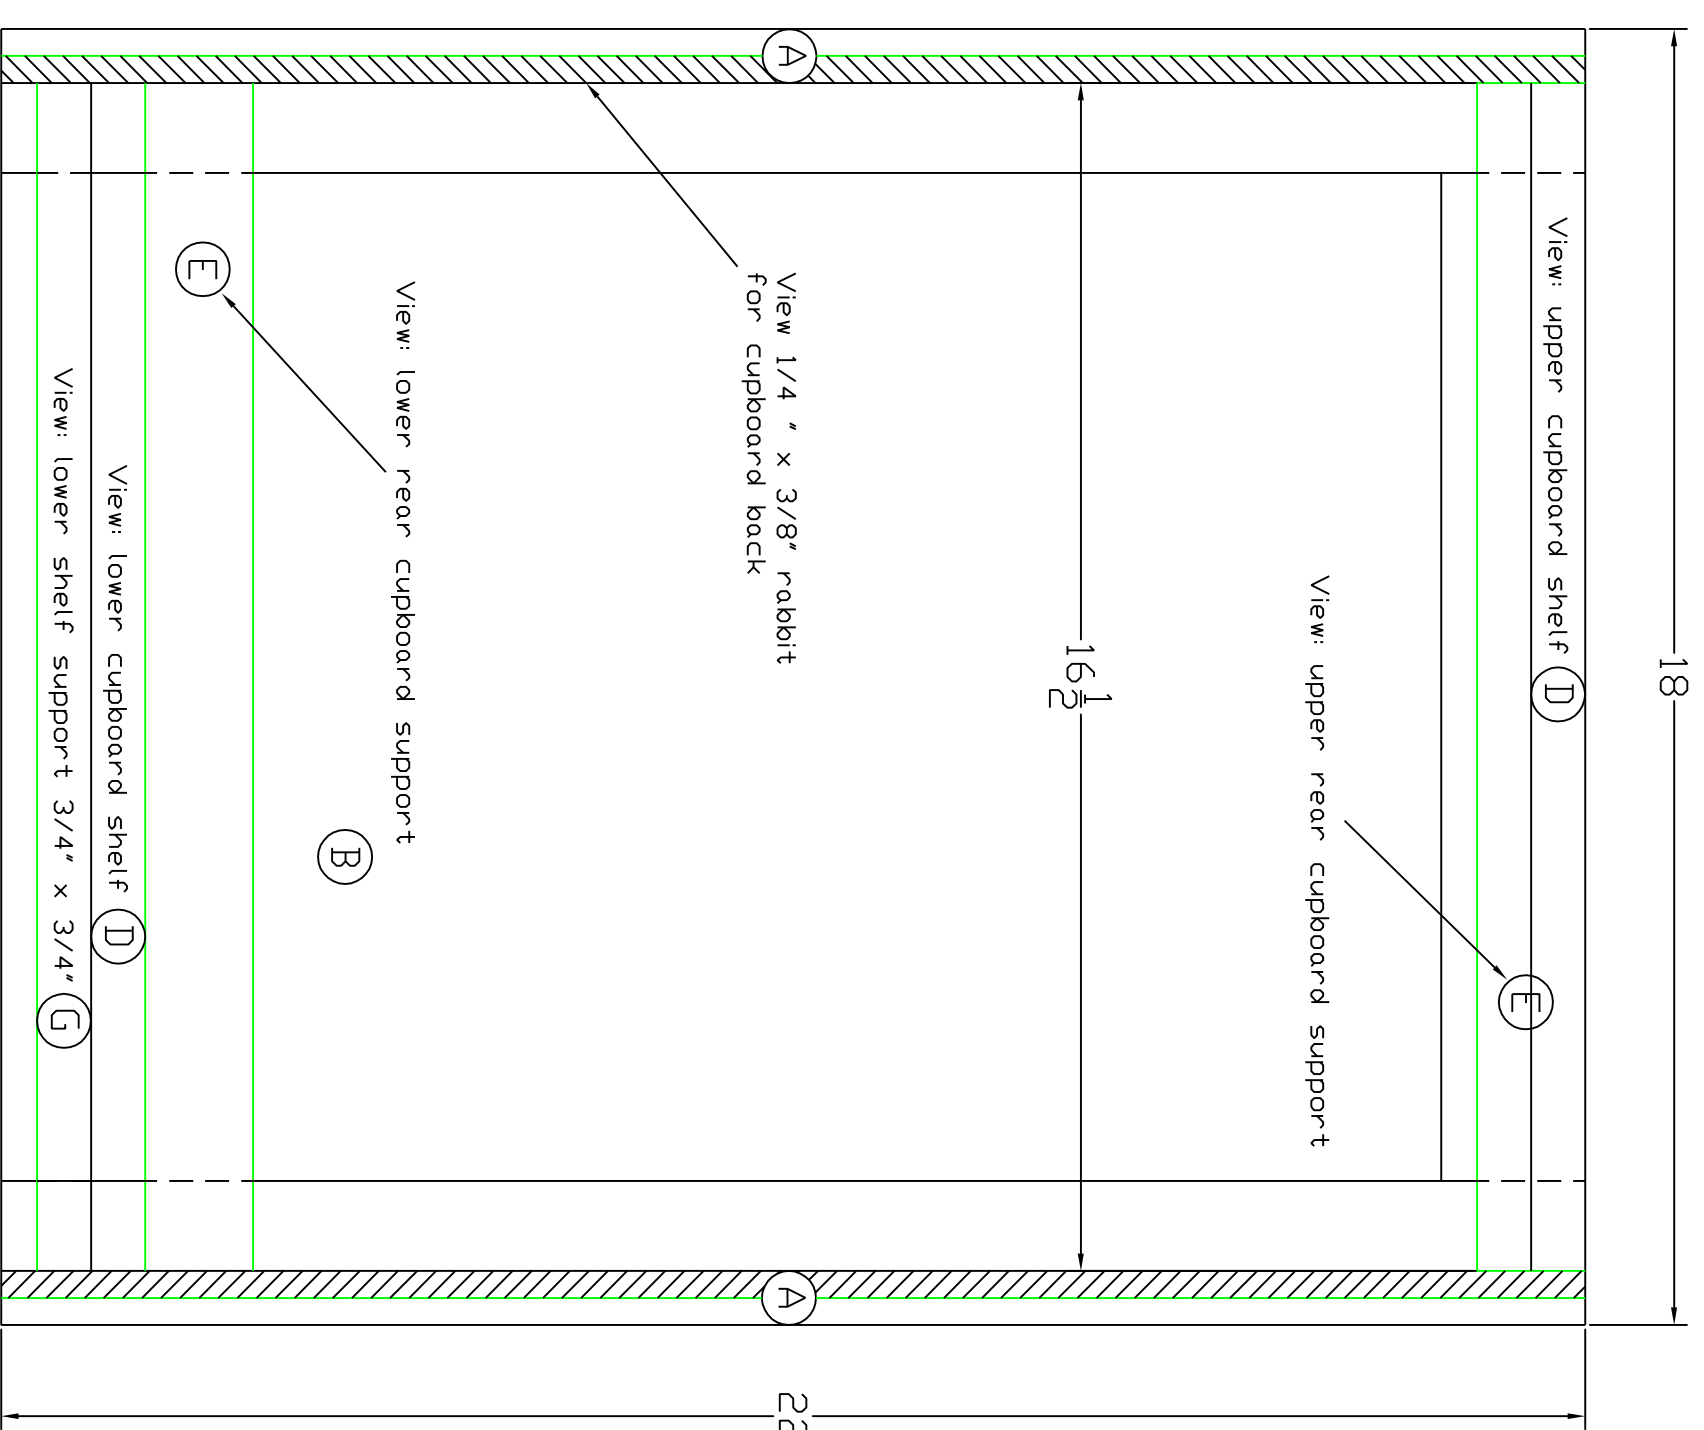 18
View: upper cupboard shelf D
E
View: upper rear cupboard support
16 1/2
A
View 1/4 " x 3/8" rabbit
for cupboard back
A
22
View: lower rear cupboard support
B
E
View: lower cupboard shelf D
View: lower shelf support 3/4" x 3/4" G